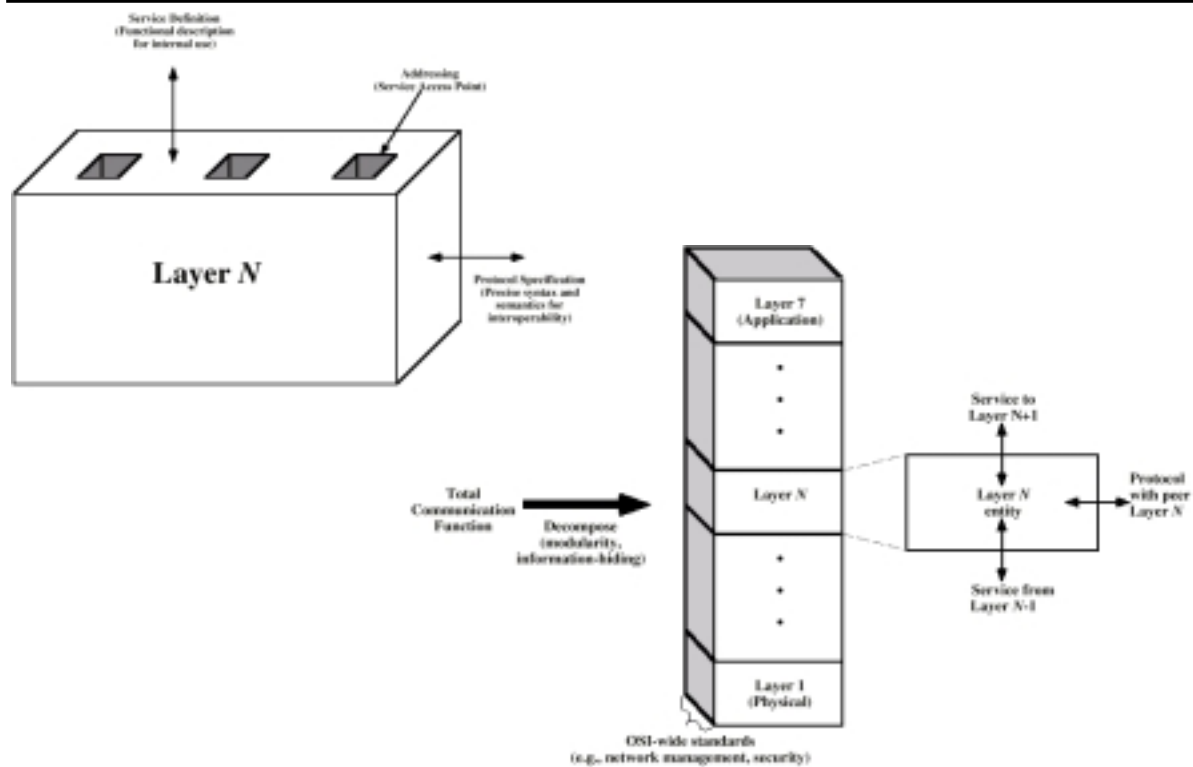 Service Definition
(Functional description
for internal use)
Addressing
(Service Access Point)
Layer N
Protocol Specification
(Precise syntax and
semantics for
interoperability)
Layer 7
(Application)
Total
Communication
Function
Decompose
(modularity,
information-hiding)
Layer N
Service to
Layer N+1
Layer N
entity
Protocol
with peer
Layer N
Service from
Layer N-1
Layer 1
(Physical)
OSI-wide standards
(e.g., network management, security)